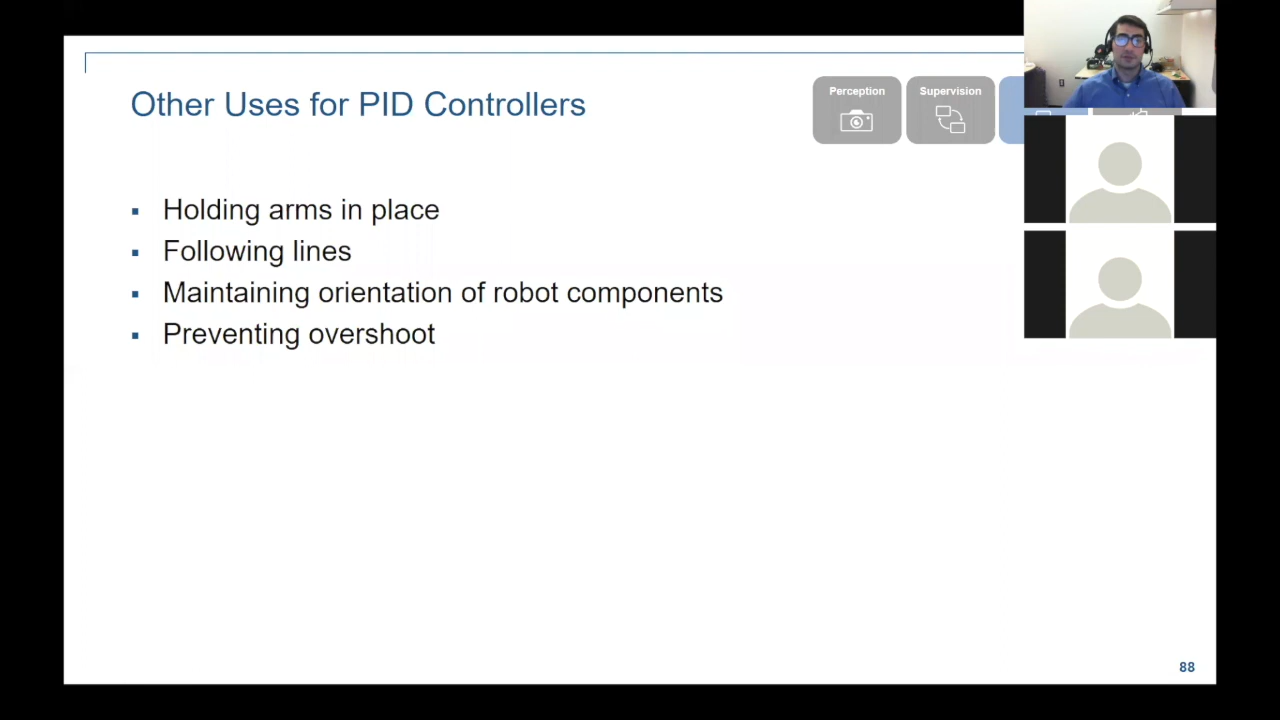 Other Uses for PID Controllers
Perception
Supervision
Holding arms in place
Following lines
Maintaining orientation of robot components
Preventing overshoot
88